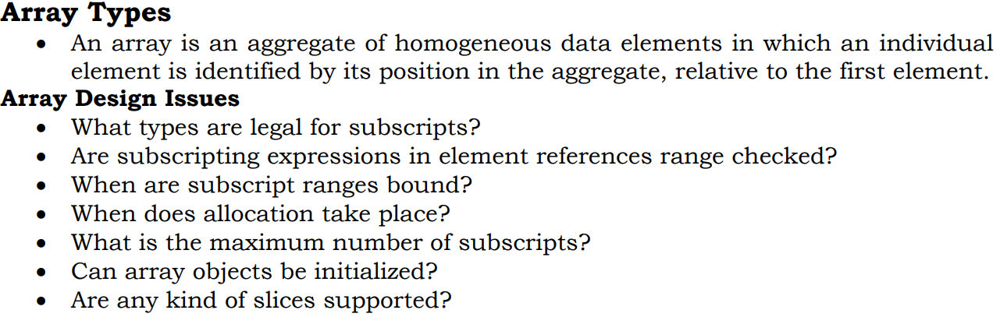 Array Types
• An array is an aggregate of homogeneous data elements in which an individual
element is identified by its position in the aggregate, relative to the first element.
Array Design Issues
• What types are legal for subscripts?
• Are subscripting expressions in element references range checked?
• When are subscript ranges bound?
• When does allocation take place?
• What is the maximum number of subscripts?
• Can array objects be initialized?
• Are any kind of slices supported?